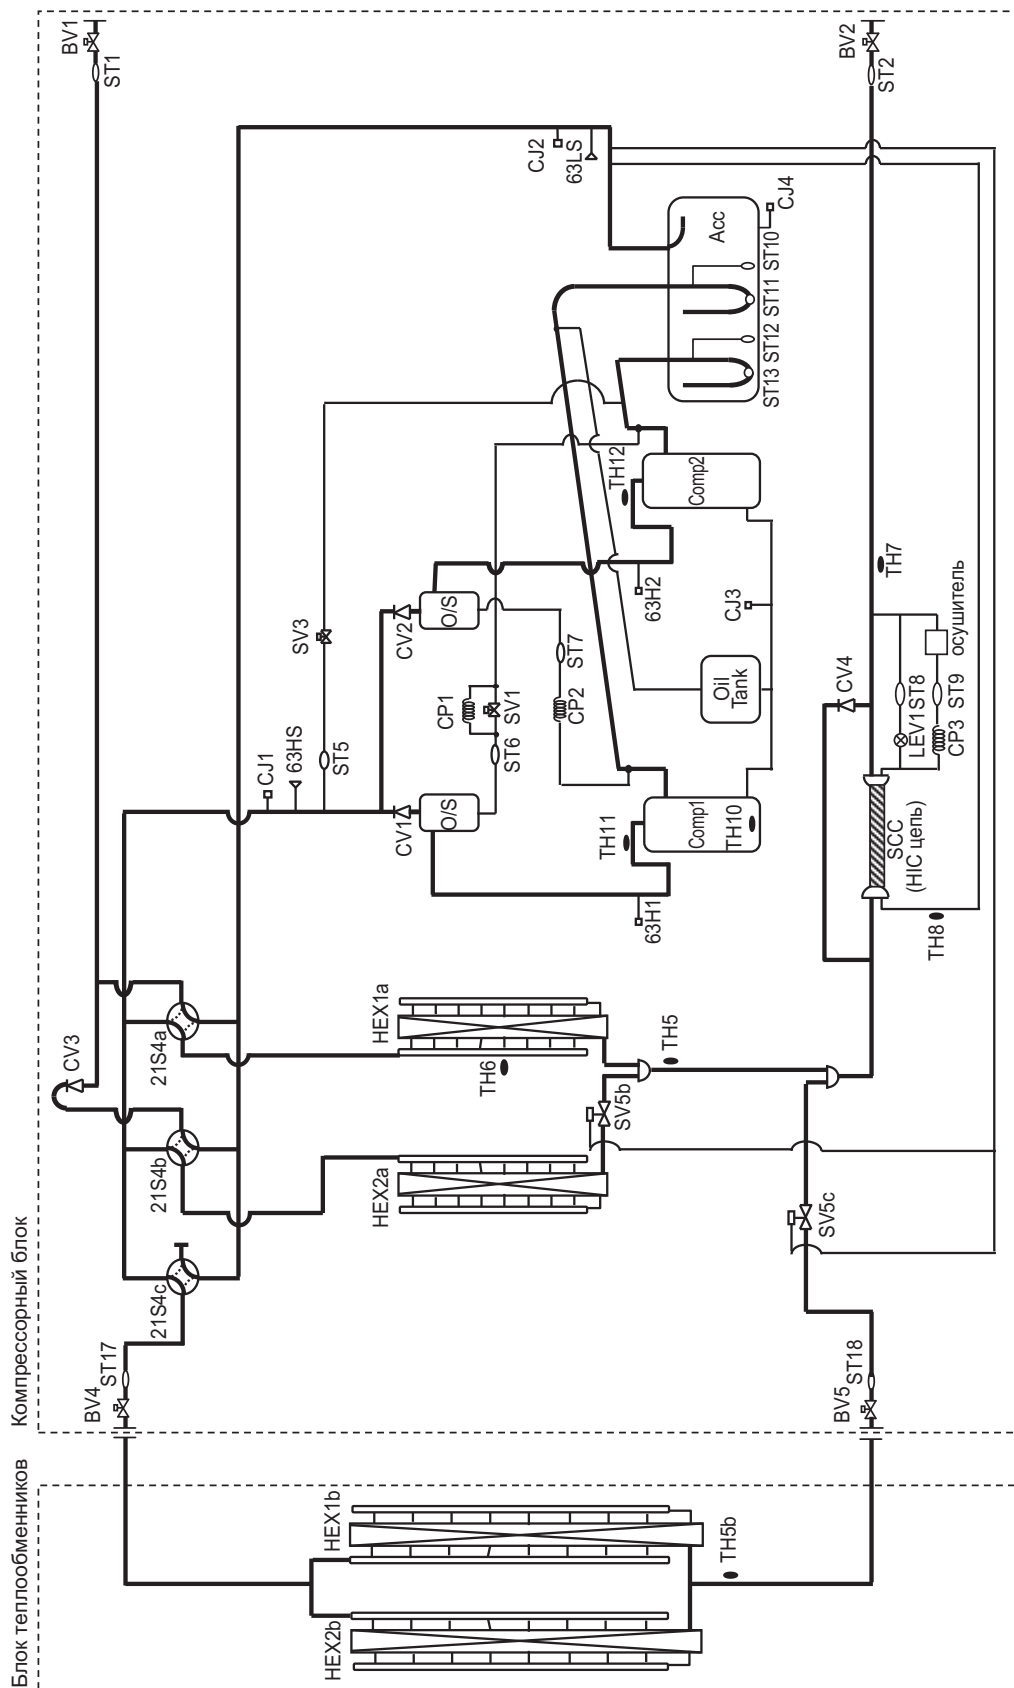 Компрессорный блок
Блок теплообменников
BV1
ST1
BV2
ST2
CJ2
63LS
CJ4
Acc
ST10
ST11
ST12
ST13
TH12
Comp2
TH7
63H2
CJ3
SV3
CV2
O/S
ST7
CP1
SV1
CP2
ST6
Oil
Tank
осушитель
CV4
ST8
ST9
LEV1
CP3
CJ1
63HS
ST5
CV1
O/S
TH11
Comp1
TH10
SCC
(HIC цепь)
63H1
TH8
CV3
21S4a
HEX1a
TH6
TH5
SV5b
21S4b
HEX2a
SV5c
21S4c
ST17
BV4
ST18
BV5
HEX1b
TH5b
HEX2b